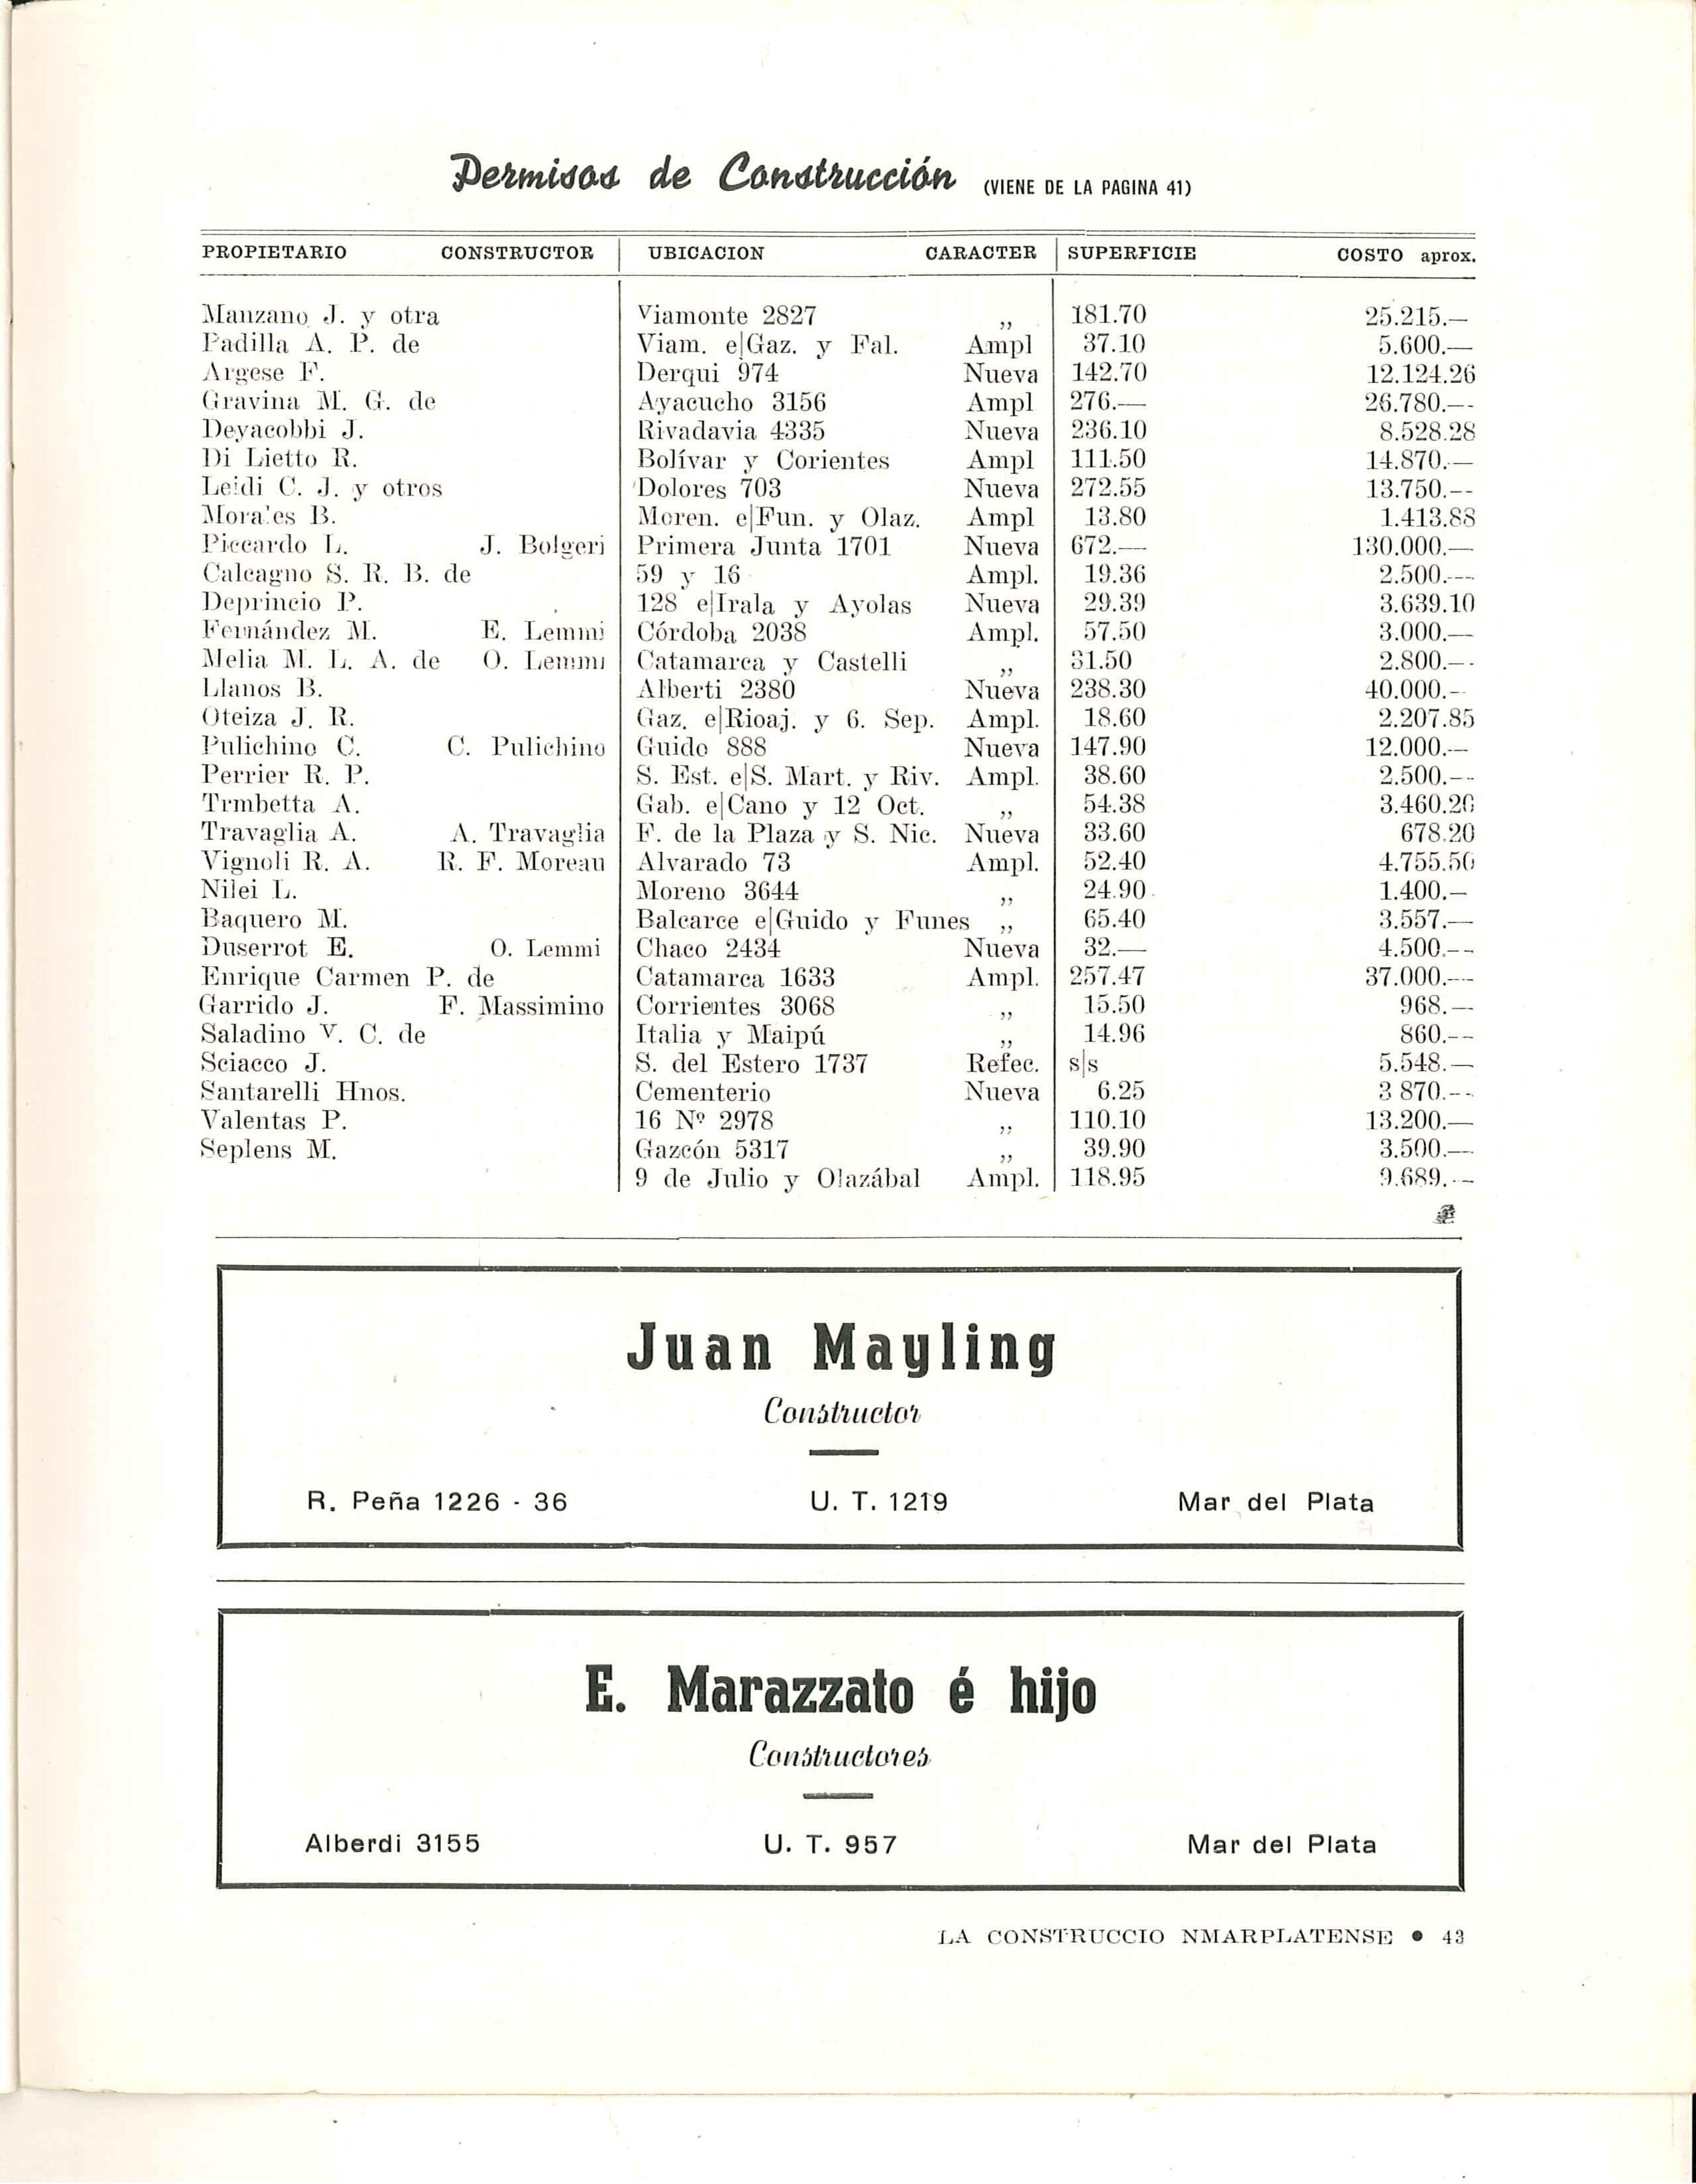 Permisos de Construcción (VIENE DE LA PAGINA 41)
PROPIETARIO CONSTRUCTOR UBICACION CARACTER SUPERFICIE COSTO aprox.
Manzano J. y otra Viamonte 2827 ,, 181.70 25.215.—
Padilla A. P. de Viam. e|Gaz. y Fal. Ampl 37.10 5.600.—
Argese F. Derqui 974 Nueva 142.70 12.124.26
Gravina M. G. de Ayacucho 3156 Ampl 276.— 26.780.—
Deyacobbi J. Rivadavia 4335 Nueva 236.10 8.528.28
Di Lietto R. Bolívar y Corientes Ampl 111.50 14.870.—
Leidi C. J. y otros Dolores 703 Nueva 272.55 13.750.—
Morales B. Moren. e|Fun. y Olaz. Ampl 13.80 1.413.88
Piccardo L. J. Bolgeri Primera Junta 1701 Nueva 672.— 130.000.—
Calcagno S. R. B. de 59 y 16 Ampl. 19.36 2.500.—
Deprincio P. 128 e|Irala y Ayolas Nueva 29.39 3.639.10
Fernández M. E. Lemmi Córdoba 2038 Ampl. 57.50 3.000.—
Melia M. L. A. de O. Lemmi Catamarca y Castelli ,, 31.50 2.800.—
Llanos B. Alberti 2380 Nueva 238.30 40.000.—
Oteiza J. R. Gaz. e|Rioaj. y 6. Sep. Ampl. 18.60 2.207.85
Pulichino C. C. Pulichino Guido 888 Nueva 147.90 12.000.—
Perrier R. P. S. Est. e|S. Mart. y Riv. Ampl. 38.60 2.500.—
Trmbetta A. Gab. e|Cano y 12 Oct. ,, 54.38 3.460.20
Travaglia A. A. Travaglia F. de la Plaza y S. Nic. Nueva 33.60 678.20
Vignoli R. A. R. F. Moreau Alvarado 73 Ampl. 52.40 4.755.50
Nilei L. Moreno 3644 ,, 24.90 1.400.—
Baquero M. Balcarce e|Guido y Funes ,, 65.40 3.557.—
Duserrot E. O. Lemmi Chaco 2434 Nueva 32.— 4.500.—
Enrique Carmen P. de Catamarca 1633 Ampl. 257.47 37.000.—
Garrido J. F. Massimino Corrientes 3068 ,, 15.50 968.—
Saladino V. C. de Italia y Maipú ,, 14.96 860.—
Sciacco J. S. del Estero 1737 Refec. s|s 5.548.—
Santarelli Hnos. Cementerio Nueva 6.25 3 870.—
Valentas P. 16 Nº 2978 ,, 110.10 13.200.—
Seplens M. Gazcón 5317 ,, 39.90 3.500.—
9 de Julio y Olazábal Ampl. 118.95 9.689.—
Juan Mayling
Constructor
R. Peña 1226 - 36 U. T. 1219 Mar del Plata
E. Marazzato é hijo
Constructores
Alberdi 3155 U. T. 957 Mar del Plata
LA CONSTRUCCIO NMARPLATENSE • 43